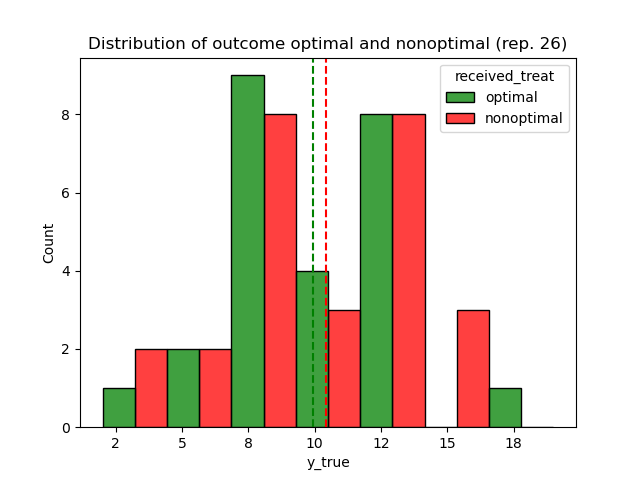 Distribution of outcome optimal and nonoptimal (rep. 26)
received_treat
optimal
nonoptimal
8
6
4
2
0
Count
2 5 8 10 12 15 18
y_true